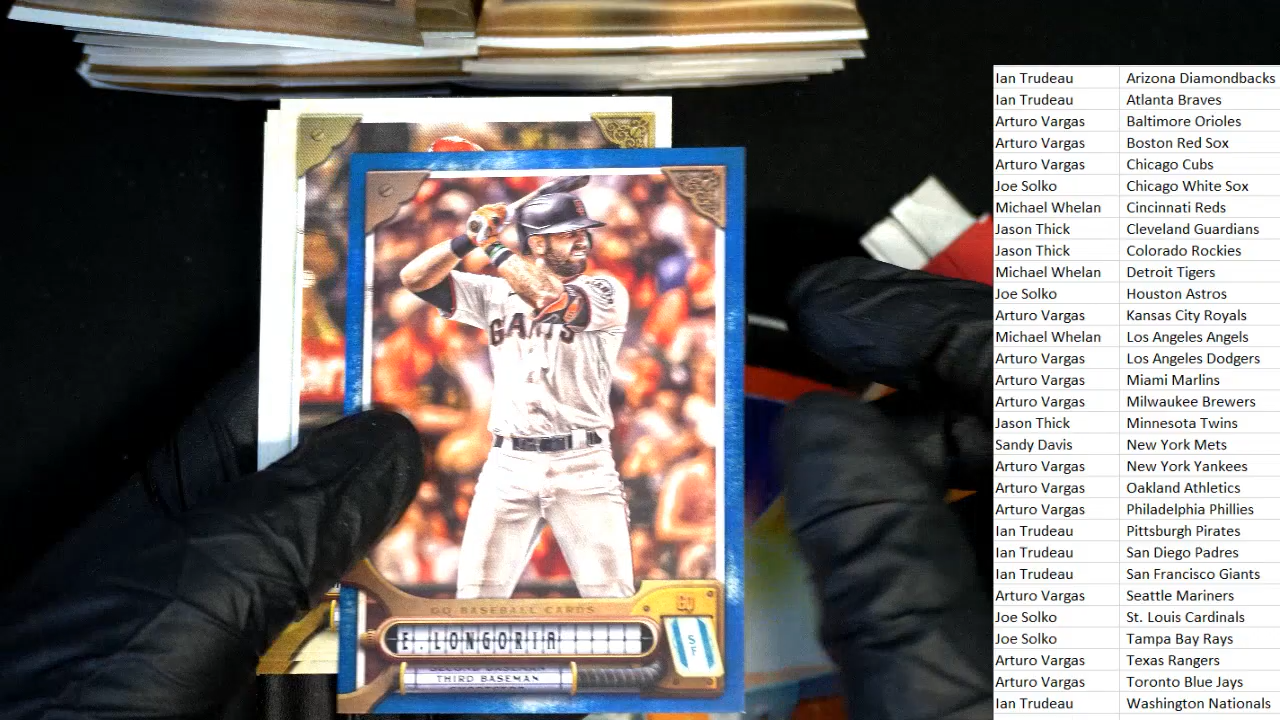 GIANTS
GQ BASEBALL CARDS
GQ
E. LONGORIA
SF
SECOND BASEMAN
THIRD BASEMAN
SHORTSTOP
Ian Trudeau Arizona Diamondbacks
Ian Trudeau Atlanta Braves
Arturo Vargas Baltimore Orioles
Arturo Vargas Boston Red Sox
Arturo Vargas Chicago Cubs
Joe Solko Chicago White Sox
Michael Whelan Cincinnati Reds
Jason Thick Cleveland Guardians
Jason Thick Colorado Rockies
Michael Whelan Detroit Tigers
Joe Solko Houston Astros
Arturo Vargas Kansas City Royals
Michael Whelan Los Angeles Angels
Arturo Vargas Los Angeles Dodgers
Arturo Vargas Miami Marlins
Arturo Vargas Milwaukee Brewers
Jason Thick Minnesota Twins
Sandy Davis New York Mets
Arturo Vargas New York Yankees
Arturo Vargas Oakland Athletics
Arturo Vargas Philadelphia Phillies
Ian Trudeau Pittsburgh Pirates
Ian Trudeau San Diego Padres
Ian Trudeau San Francisco Giants
Arturo Vargas Seattle Mariners
Joe Solko St. Louis Cardinals
Joe Solko Tampa Bay Rays
Arturo Vargas Texas Rangers
Arturo Vargas Toronto Blue Jays
Ian Trudeau Washington Nationals